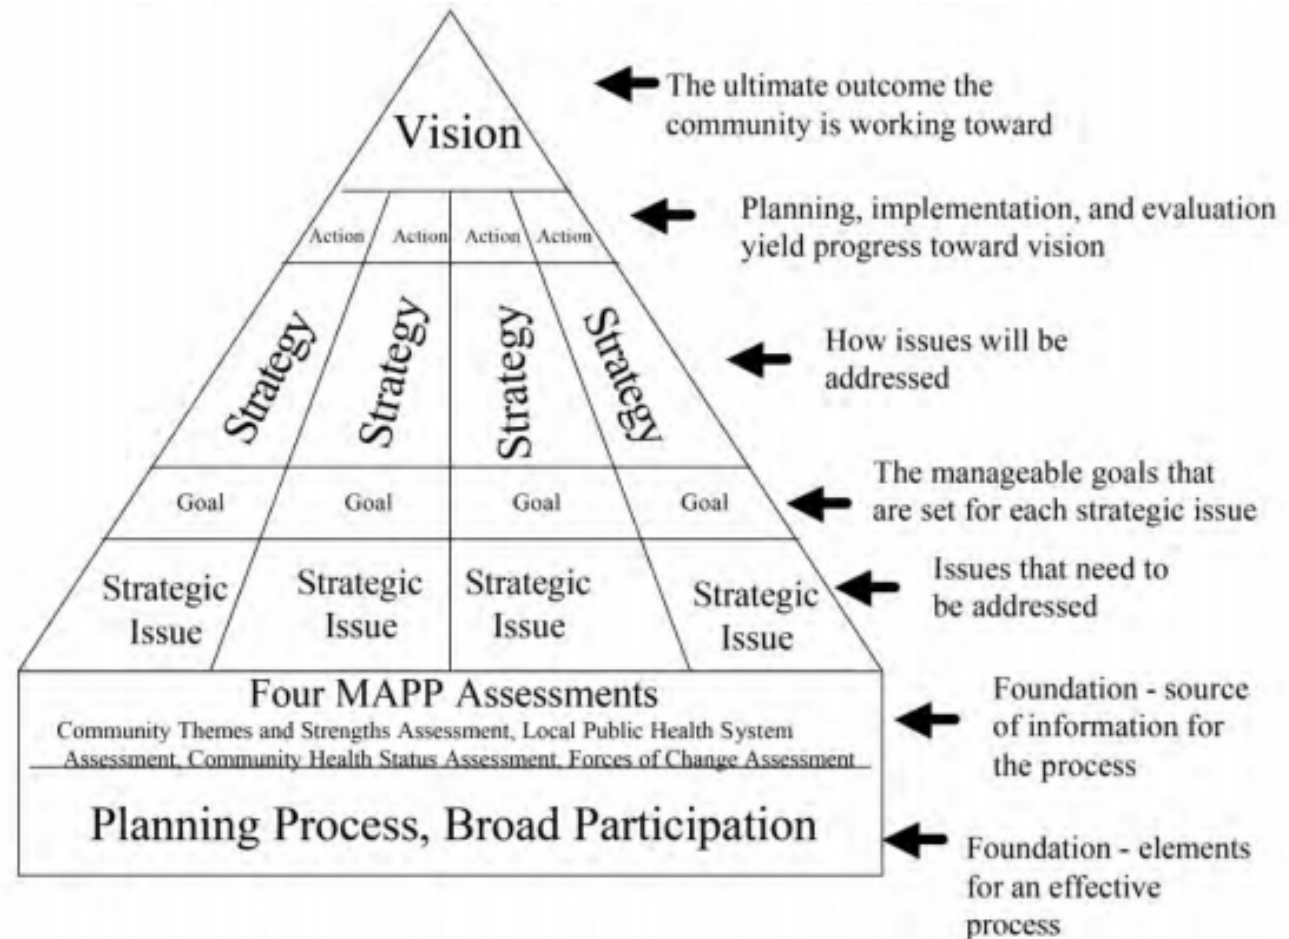 Vision
The ultimate outcome the
community is working toward
Action Action Action Action
Planning, implementation, and evaluation
yield progress toward vision
Strategy Strategy Strategy Strategy
How issues will be
addressed
Goal Goal Goal Goal
The manageable goals that
are set for each strategic issue
Strategic
Issue
Strategic
Issue
Strategic
Issue
Strategic
Issue
Issues that need to
be addressed
Four MAPP Assessments
Community Themes and Strengths Assessment, Local Public Health System
Assessment, Community Health Status Assessment, Forces of Change Assessment
Foundation - source
of information for
the process
Planning Process, Broad Participation
Foundation - elements
for an effective
process